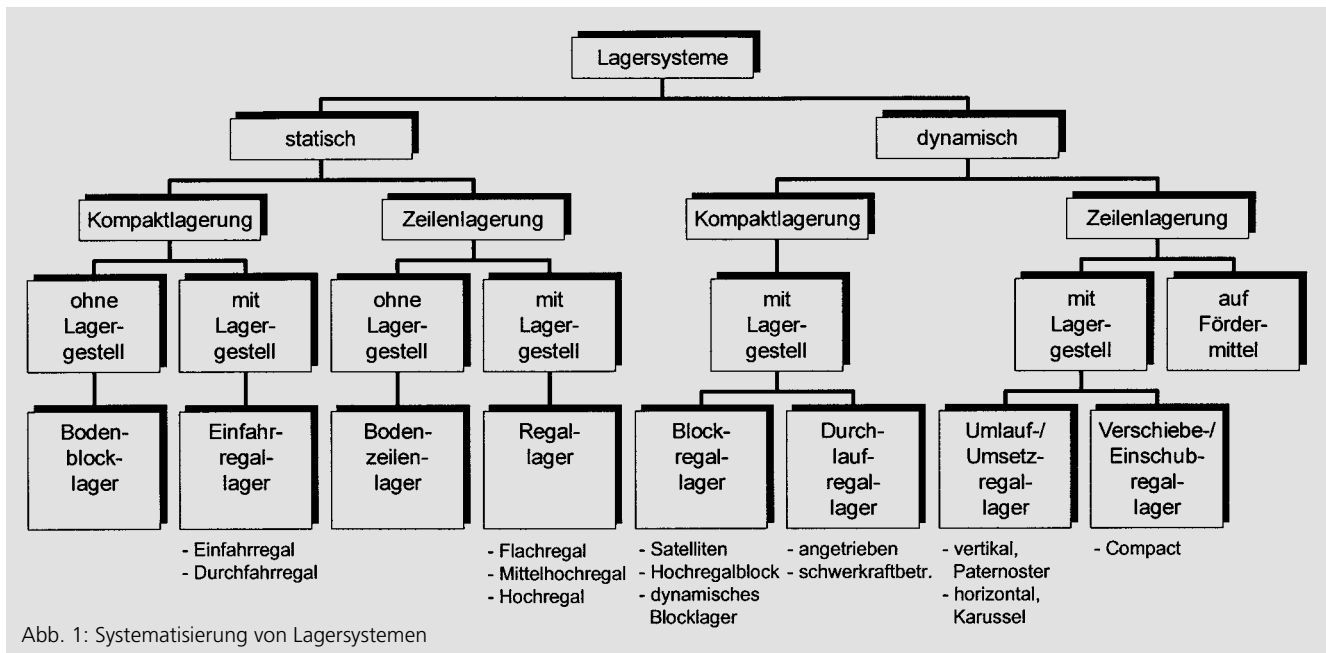 Lagersysteme
statisch
dynamisch
Kompaktlagerung
Zeilenlagerung
Kompaktlagerung
Zeilenlagerung
ohne
Lager-
gestell
mit
Lager-
gestell
ohne
Lager-
gestell
mit
Lager-
gestell
mit
Lager-
gestell
mit
Lager-
gestell
auf
Förder-
mittel
Boden-
block-
lager
Einfahr-
regal-
lager
Boden-
zeilen-
lager
Regal-
lager
Block-
regal-
lager
Durch-
lauf-
regal-
lager
Umlauf-/
Umsetz-
regal-
lager
Verschiebe-/
Einschub-
regal-
lager
- Einfahrregal
- Durchfahrregal
- Flachregal
- Mittelhochregal
- Hochregal
- Satelliten
- Hochregalblock
- dynamisches
Blocklager
- angetrieben
- schwerkraftbetr.
- vertikal,
Paternoster
- horizontal,
Karussel
- Compact
Abb. 1: Systematisierung von Lagersystemen